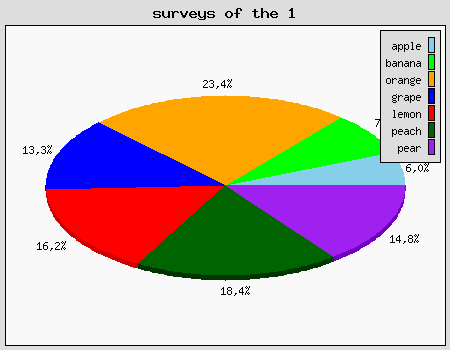 surveys of the 1
apple
banana
orange
grape
lemon
peach
pear
23,4%
13,3%
6,0%
16,2%
14,8%
18,4%